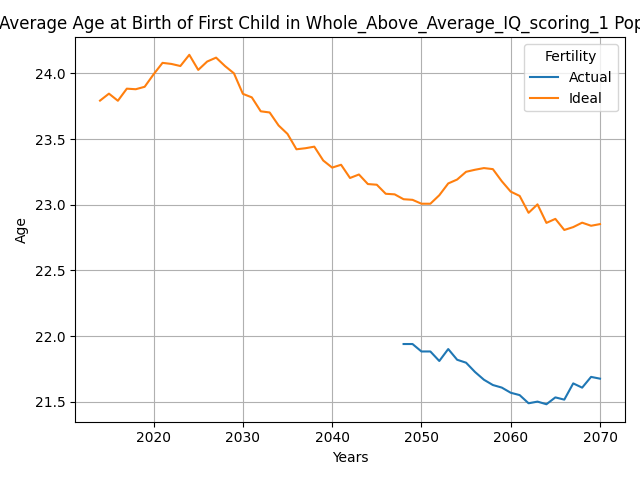 Average Age at Birth of First Child in Whole_Above_Average_IQ_scoring_1 Pop
Fertility
Actual
Ideal
24.0
23.5
23.0
22.5
22.0
21.5
Age
2020 2030 2040 2050 2060 2070
Years